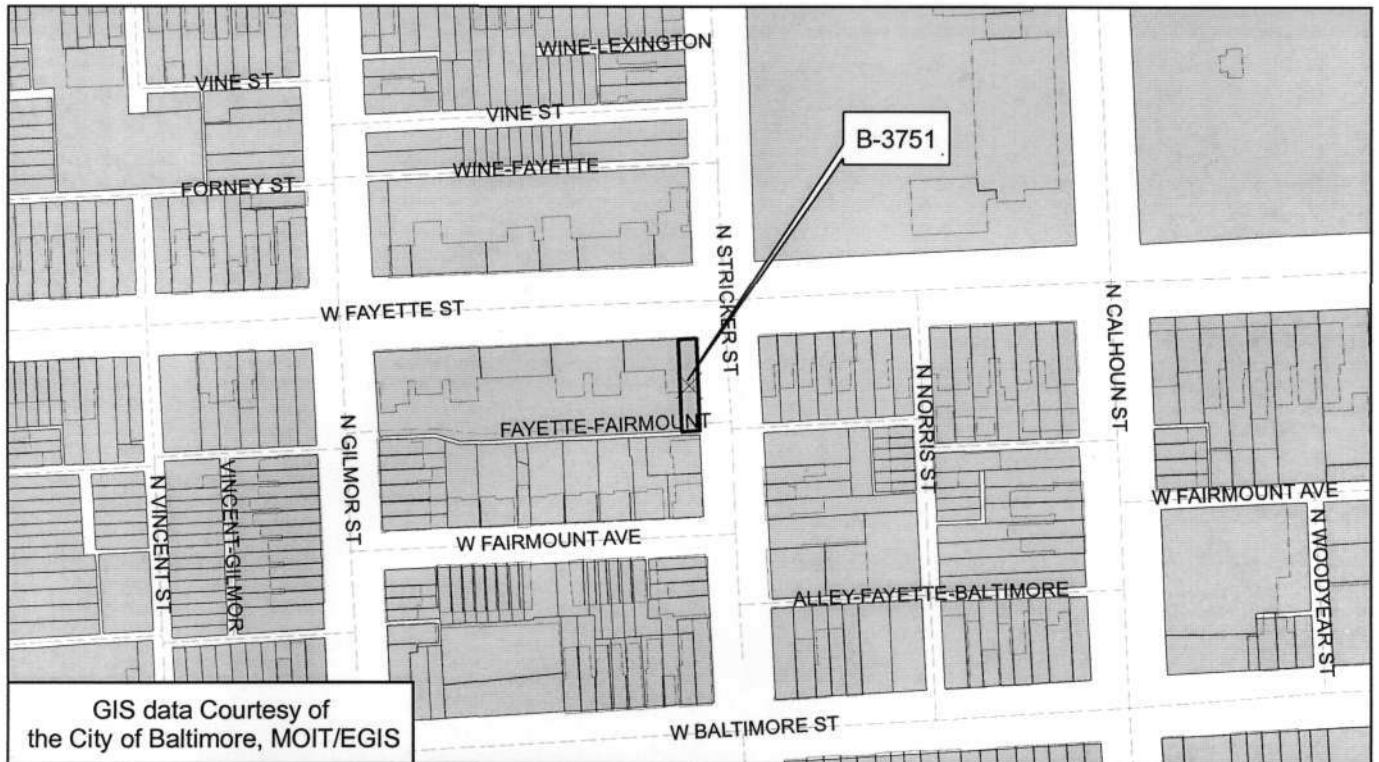 WINE-LEXINGTON
VINE ST
VINE ST
B-3751
WINE-FAYETTE
FORNEY ST
N STRICKER ST
W FAYETTE ST
N CALHOUN ST
N NORRIS ST
FAYETTE-FAIRMOUNT
N GILMOR ST
VINCENT-GILMOR
N VINCENT ST
W FAIRMOUNT AVE
W FAIRMOUNT AVE
N WOODYEAR ST
ALLEY-FAYETTE-BALTIMORE
W BALTIMORE ST
GIS data Courtesy of
the City of Baltimore, MOIT/EGIS